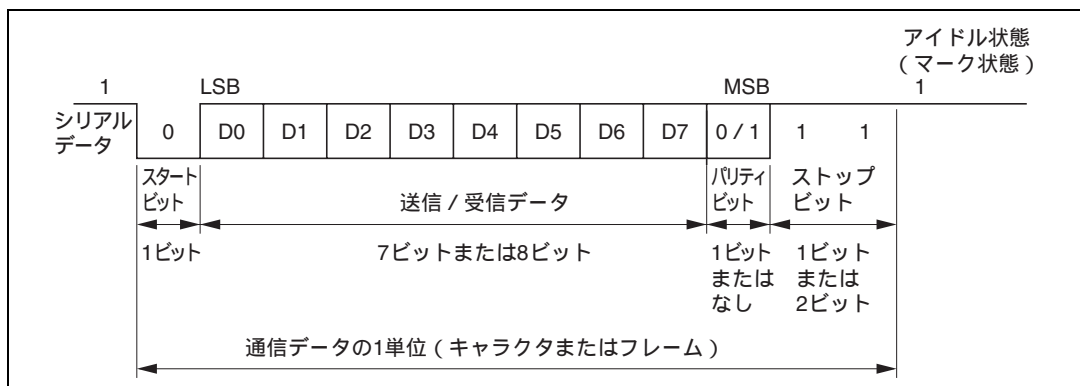 アイドル状態
（マーク状態）
1 LSB MSB 1
シリアル
データ
0 D0 D1 D2 D3 D4 D5 D6 D7 0 / 1 1 1
スタート
ビット
送信 / 受信データ
パリティ
ビット
ストップ
ビット
1ビット
7ビットまたは8ビット
1ビット
または
なし
1ビット
または
2ビット
通信データの1単位（キャラクタまたはフレーム）